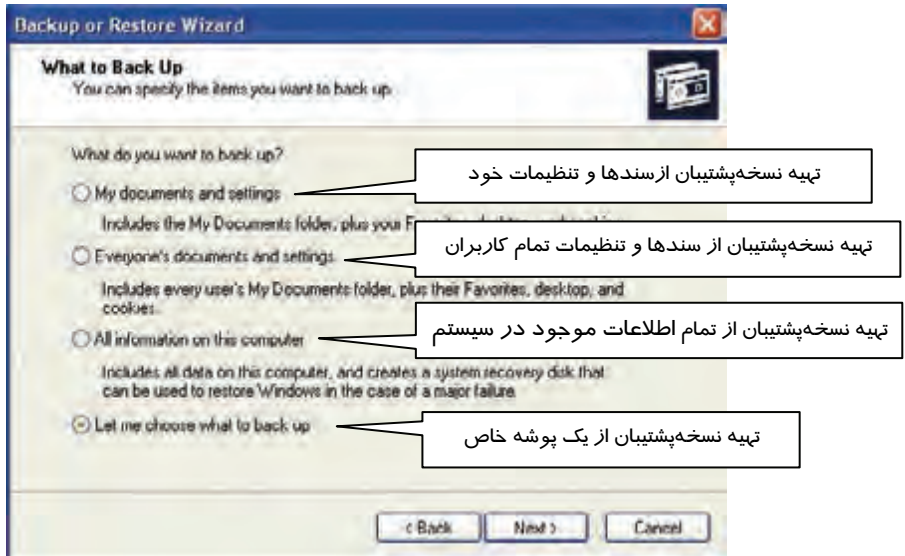 Backup or Restore Wizard
What to Back Up
You can specify the items you want to back up.
What do you want to back up?
My documents and settings
تهیه نسخه‌پشتیبان ازسندها و تنظیمات خود
Includes the My Documents folder, plus your
Everyone's documents and settings
تهیه نسخه‌پشتیبان از سندها و تنظیمات تمام کاربران
Includes every user's My Documents folder, plus their Favorites, desktop, and
cookies.
All information on this computer
تهیه نسخه‌پشتیبان از تمام اطلاعات موجود در سیستم
Includes all data on this computer, and creates a system recovery disk that
can be used to restore Windows in the case of a major failure.
Let me choose what to back up
تهیه نسخه‌پشتیبان از یک پوشه خاص
< Back
Next >
Cancel